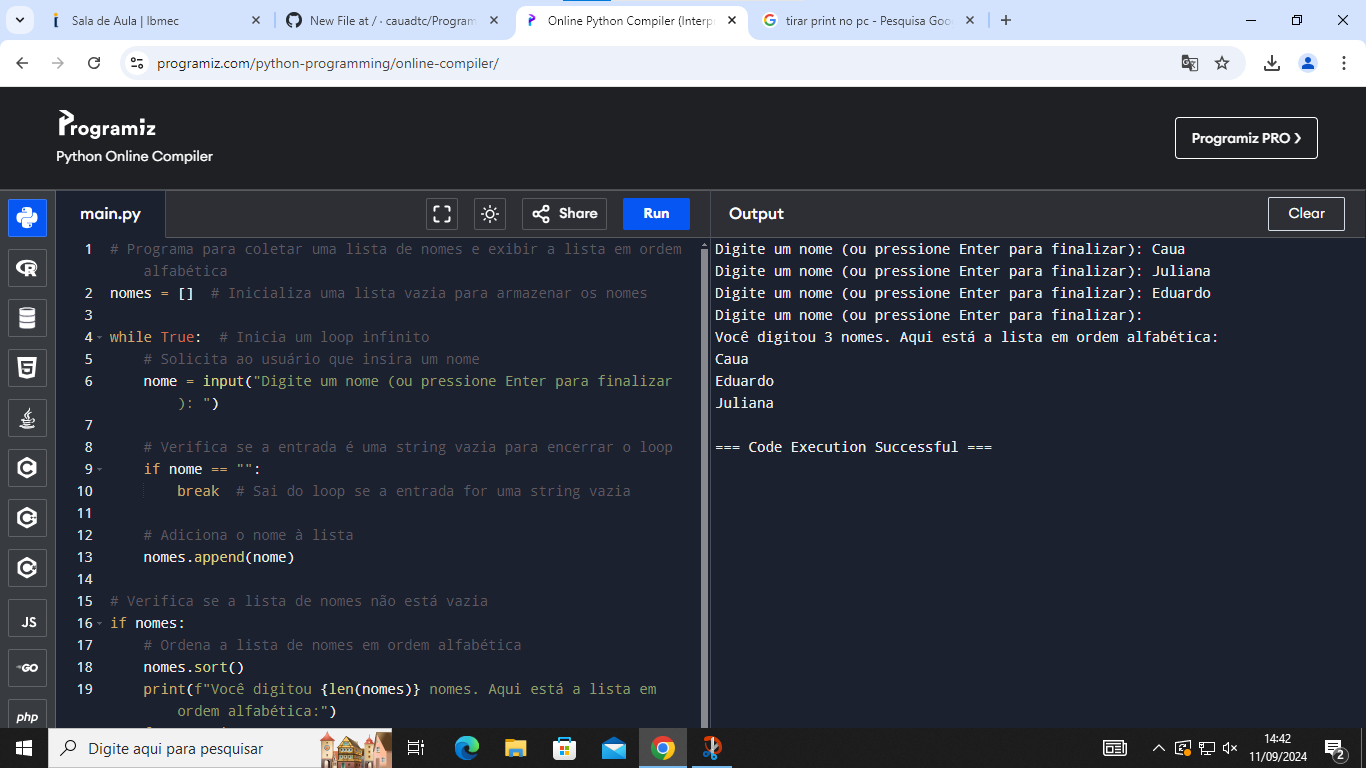 Sala de Aula | Ibmec
New File at / · cauadtc/Program
Online Python Compiler (Interp
tirar print no pc - Pesquisa Goo
programiz.com/python-programming/online-compiler/
Programiz
Python Online Compiler
Programiz PRO
main.py
Share
Run
Output
Clear
1 # Programa para coletar uma lista de nomes e exibir a lista em ordem
alfabética
2 nomes = []  # Inicializa uma lista vazia para armazenar os nomes
3
4 while True:  # Inicia um loop infinito
5 # Solicita ao usuário que insira um nome
6 nome = input("Digite um nome (ou pressione Enter para finalizar
): ")
7
8 # Verifica se a entrada é uma string vazia para encerrar o loop
9 if nome == "":
10 break  # Sai do loop se a entrada for uma string vazia
11
12 # Adiciona o nome à lista
13 nomes.append(nome)
14
15 # Verifica se a lista de nomes não está vazia
16 if nomes:
17 # Ordena a lista de nomes em ordem alfabética
18 nomes.sort()
19 print(f"Você digitou {len(nomes)} nomes. Aqui está a lista em
ordem alfabética:")
Digite um nome (ou pressione Enter para finalizar): Caua
Digite um nome (ou pressione Enter para finalizar): Juliana
Digite um nome (ou pressione Enter para finalizar): Eduardo
Digite um nome (ou pressione Enter para finalizar):
Você digitou 3 nomes. Aqui está a lista em ordem alfabética:
Caua
Eduardo
Juliana
=== Code Execution Successful ===
JS
GO
php
Digite aqui para pesquisar
14:42
11/09/2024
2